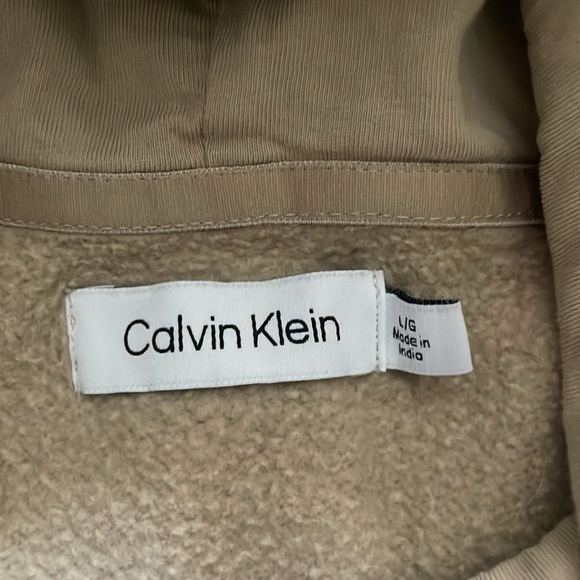 Calvin Klein
L/G
Made in
India